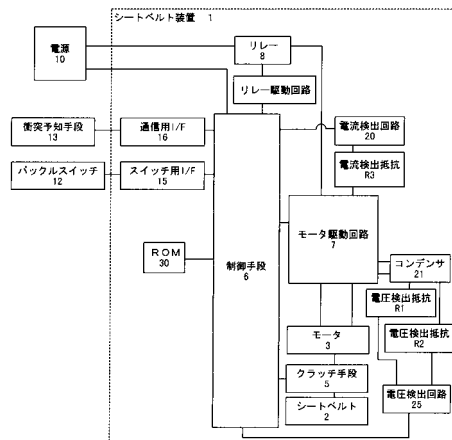 シートベルト装置 1
電源
10
リレー
8
リレー駆動回路
衝突予知手段
13
通信用I/F
16
電流検出回路
20
バックルスイッチ
12
スイッチ用I/F
15
電流検出抵抗
R3
ROM
30
制御手段
6
モータ駆動回路
7
コンデンサ
21
電圧検出抵抗
R1
電圧検出抵抗
R2
モータ
3
クラッチ手段
5
シートベルト
2
電圧検出回路
25